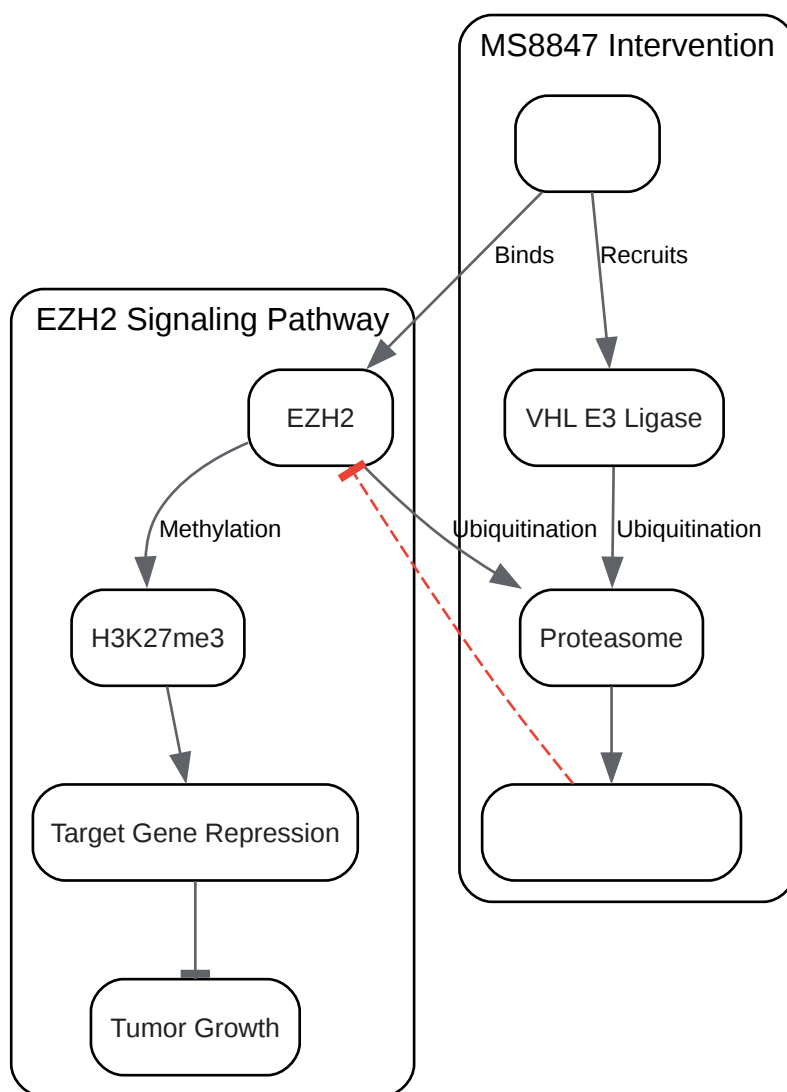 MS8847 Intervention
Binds
Recruits
EZH2 Signaling Pathway
EZH2
VHL E3 Ligase
Methylation
Ubiquitination
Ubiquitination
H3K27me3
Proteasome
Target Gene Repression
Tumor Growth